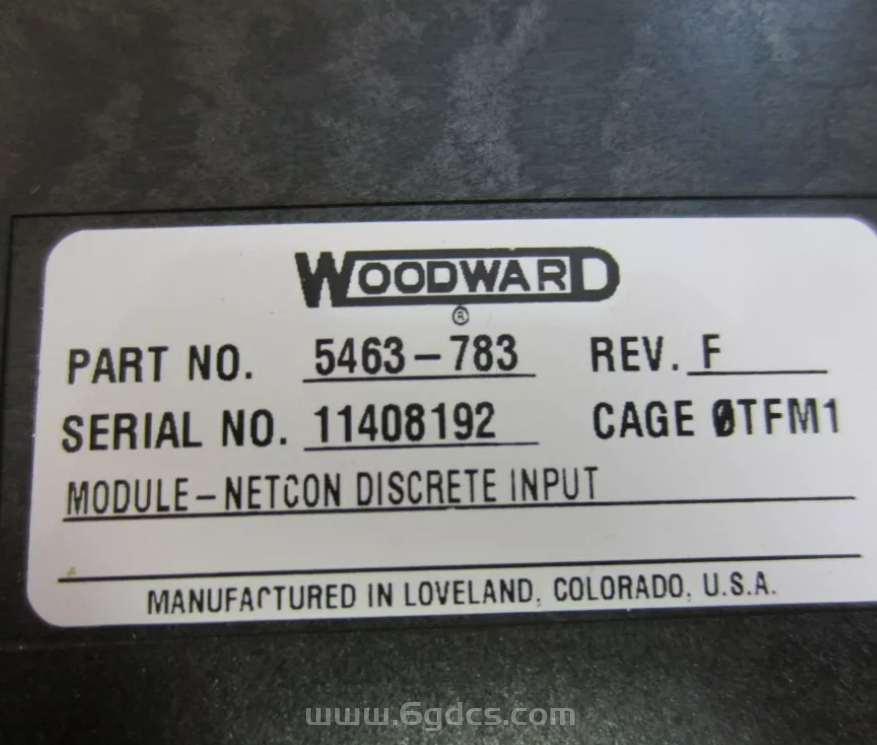 WOODWARD
®
PART NO. 5463-783 REV. F
SERIAL NO. 11408192 CAGE 0TFM1
MODULE-NETCON DISCRETE INPUT
MANUFACTURED IN LOVELAND, COLORADO, U.S.A.
www.6gdcs.com